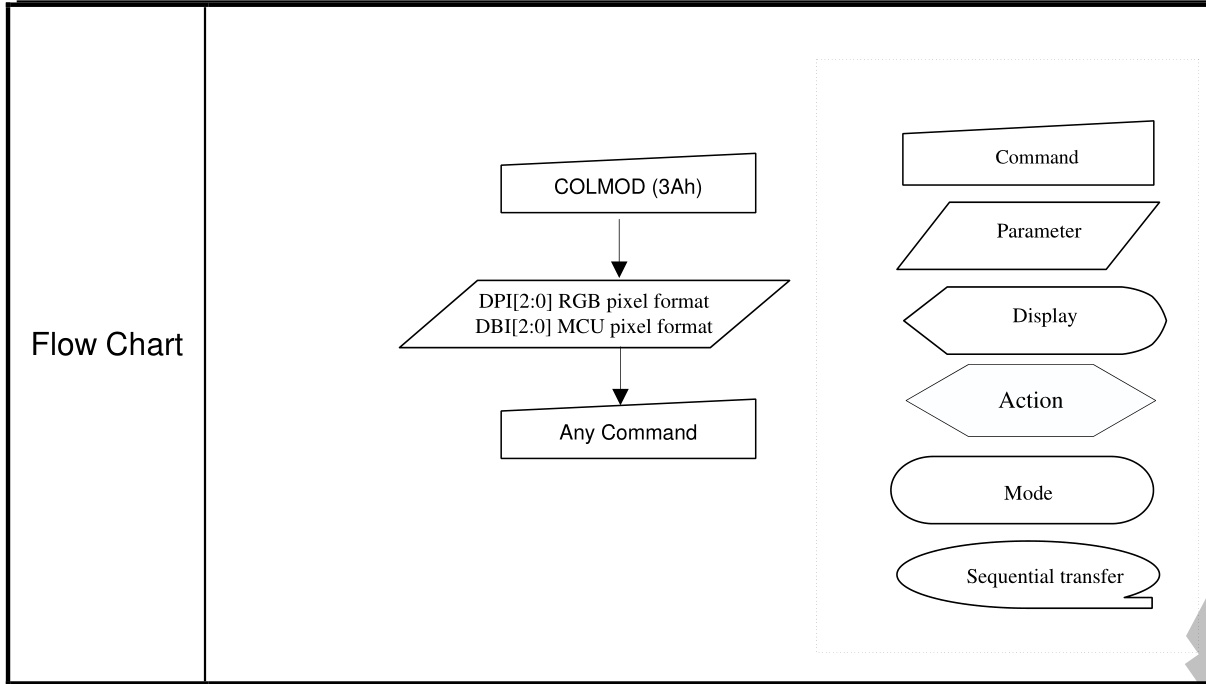 Flow Chart
COLMOD (3Ah)
DPI[2:0] RGB pixel format
DBI[2:0] MCU pixel format
Any Command
Command
Parameter
Display
Action
Mode
Sequential transfer